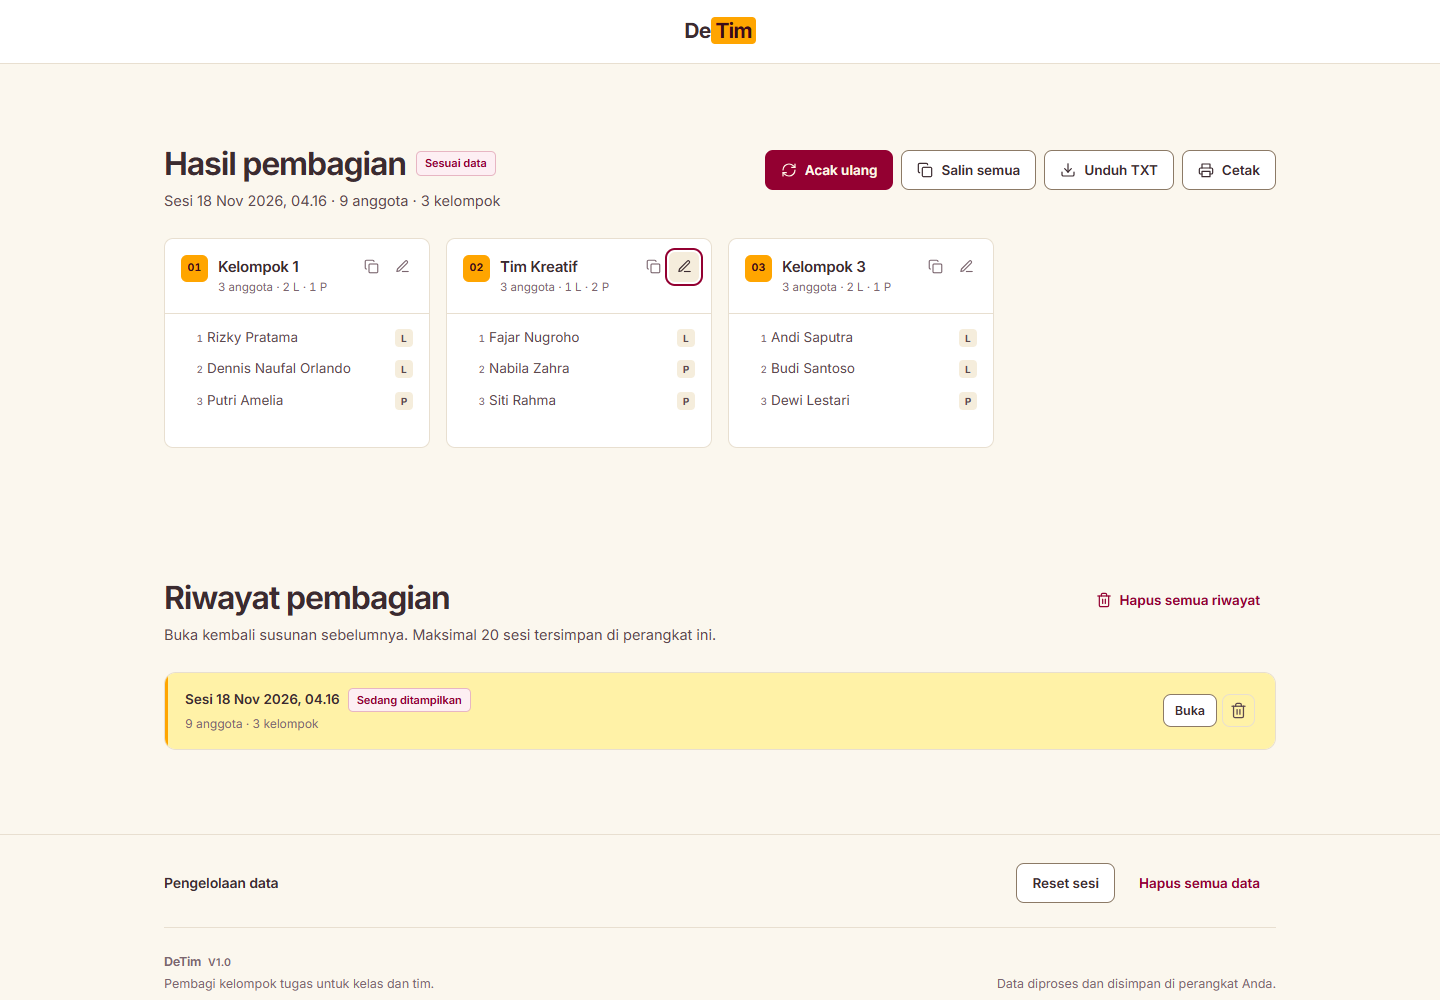 DeTim
Hasil pembagian Sesuai data
Sesi 18 Nov 2026, 04.16 · 9 anggota · 3 kelompok
Acak ulang
Salin semua
Unduh TXT
Cetak
01 Kelompok 1
3 anggota · 2 L · 1 P
1 Rizky Pratama L
2 Dennis Naufal Orlando L
3 Putri Amelia P
02 Tim Kreatif
3 anggota · 1 L · 2 P
1 Fajar Nugroho L
2 Nabila Zahra P
3 Siti Rahma P
03 Kelompok 3
3 anggota · 2 L · 1 P
1 Andi Saputra L
2 Budi Santoso L
3 Dewi Lestari P
Riwayat pembagian
Buka kembali susunan sebelumnya. Maksimal 20 sesi tersimpan di perangkat ini.
Hapus semua riwayat
Sesi 18 Nov 2026, 04.16 Sedang ditampilkan
9 anggota · 3 kelompok
Buka
Pengelolaan data
Reset sesi
Hapus semua data
DeTim V1.0
Pembagi kelompok tugas untuk kelas dan tim.
Data diproses dan disimpan di perangkat Anda.